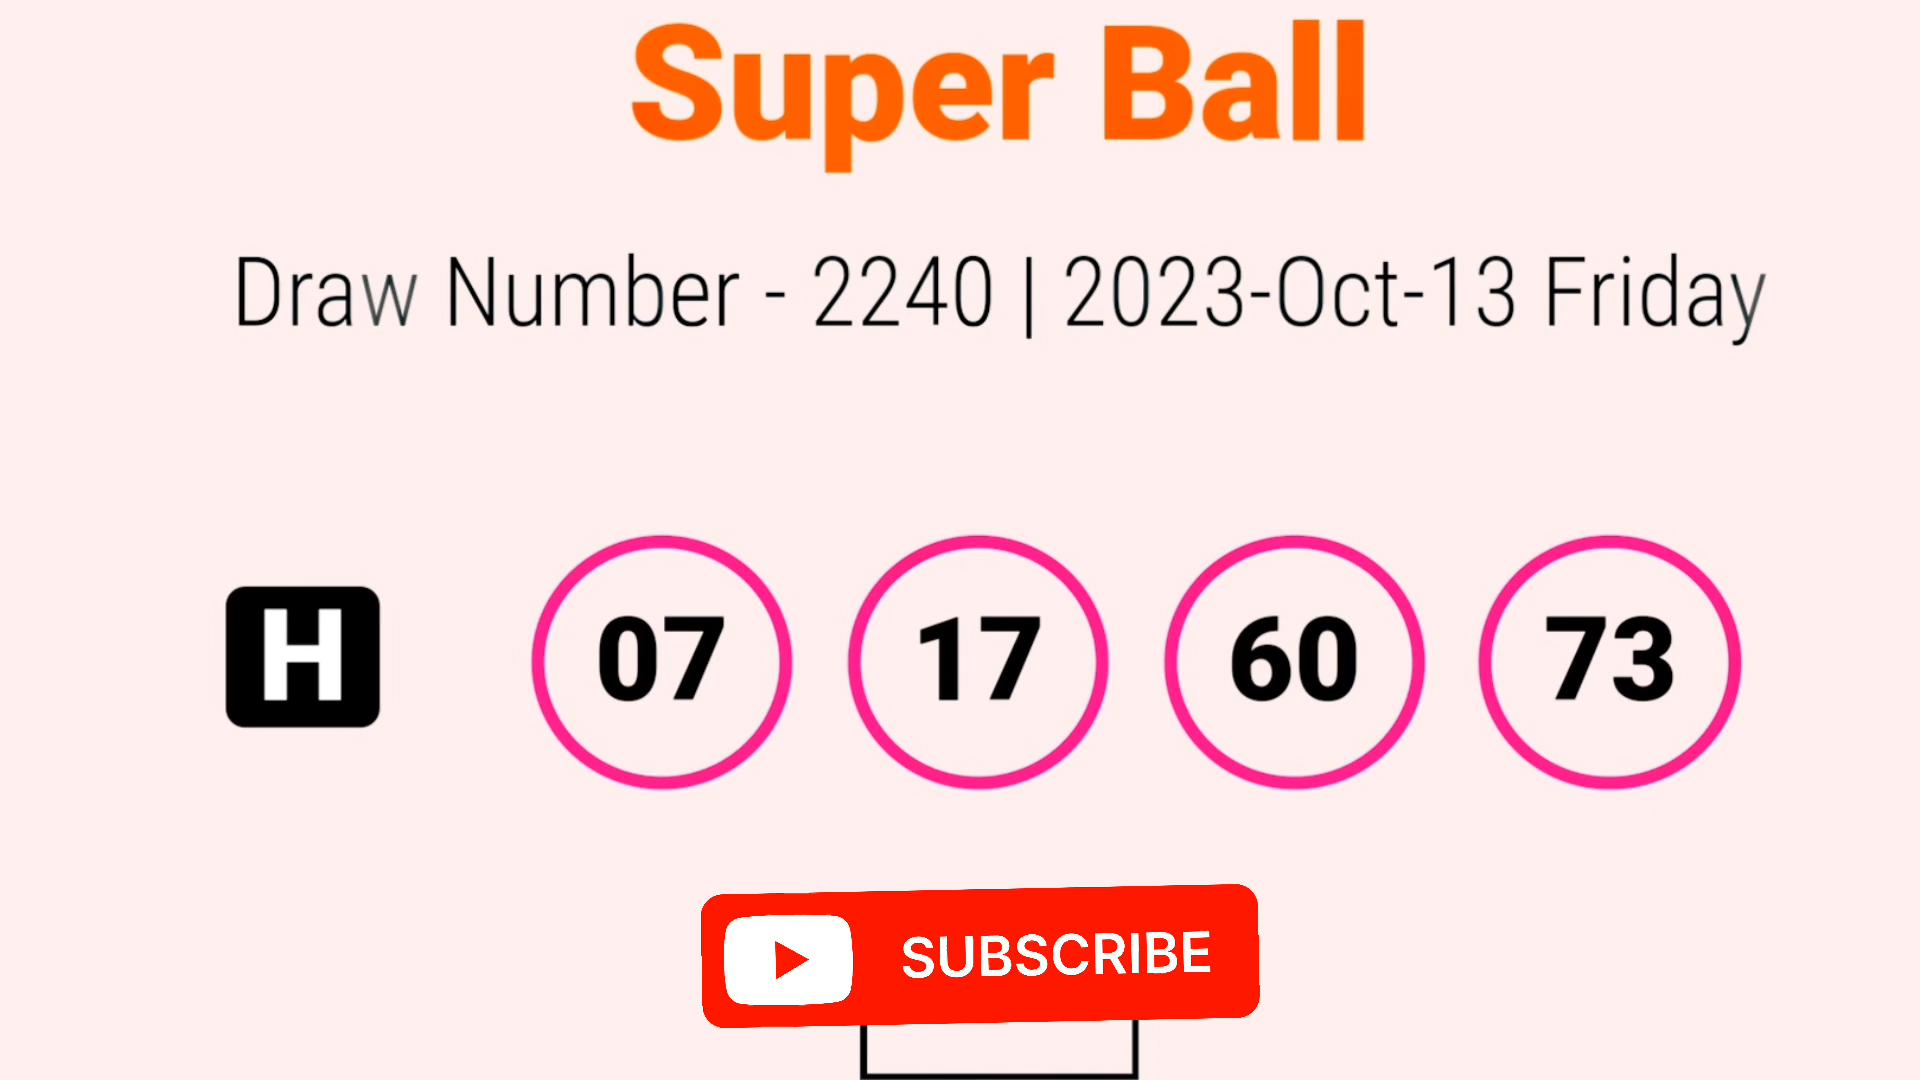 Super Ball
Draw Number - 2240 | 2023-Oct-13 Friday
H 07 17 60 73
SUBSCRIBE